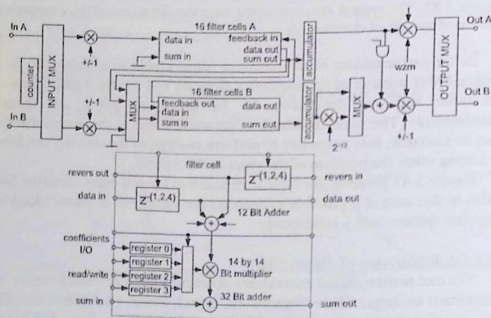 In A
In B
counter
INPUT MUX
+/-1
+/-1
16 filter cells A
data in
feedback in
data out
sum in
sum out
MUX
16 filter cells B
feedback out
data in
sum in
data out
sum out
accumulator
accumulator
2-12
MUX
wzm
+/-1
OUTPUT MUX
Out A
Out B
filter cell
revers out
revers in
Z-(1,2,4)
Z-(1,2,4)
data in
data out
12 Bit Adder
coefficients
I/O
read/write
register 0
register 1
register 2
register 3
14 by 14
Bit multiplier
32 Bit adder
sum in
sum out